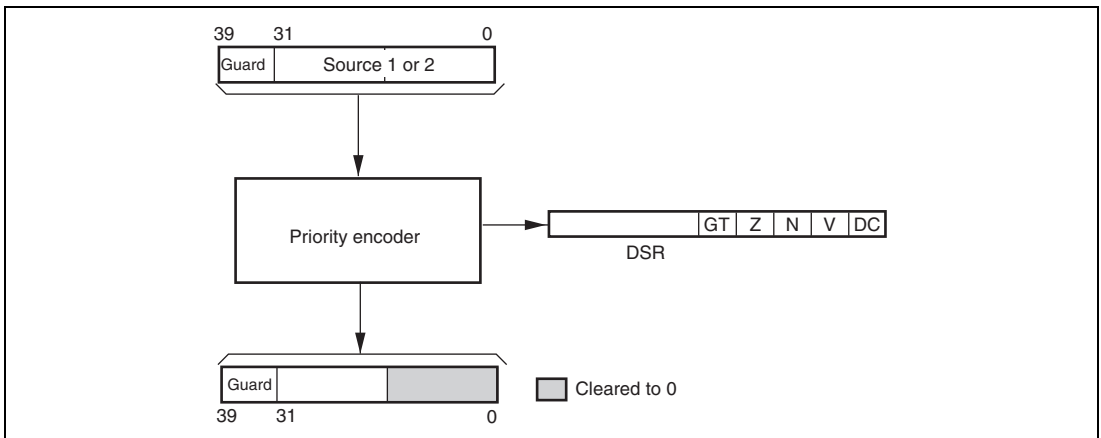 39 31 0
Guard Source 1 or 2
Priority encoder
GT Z N V DC
DSR
Guard
Cleared to 0
39 31 0